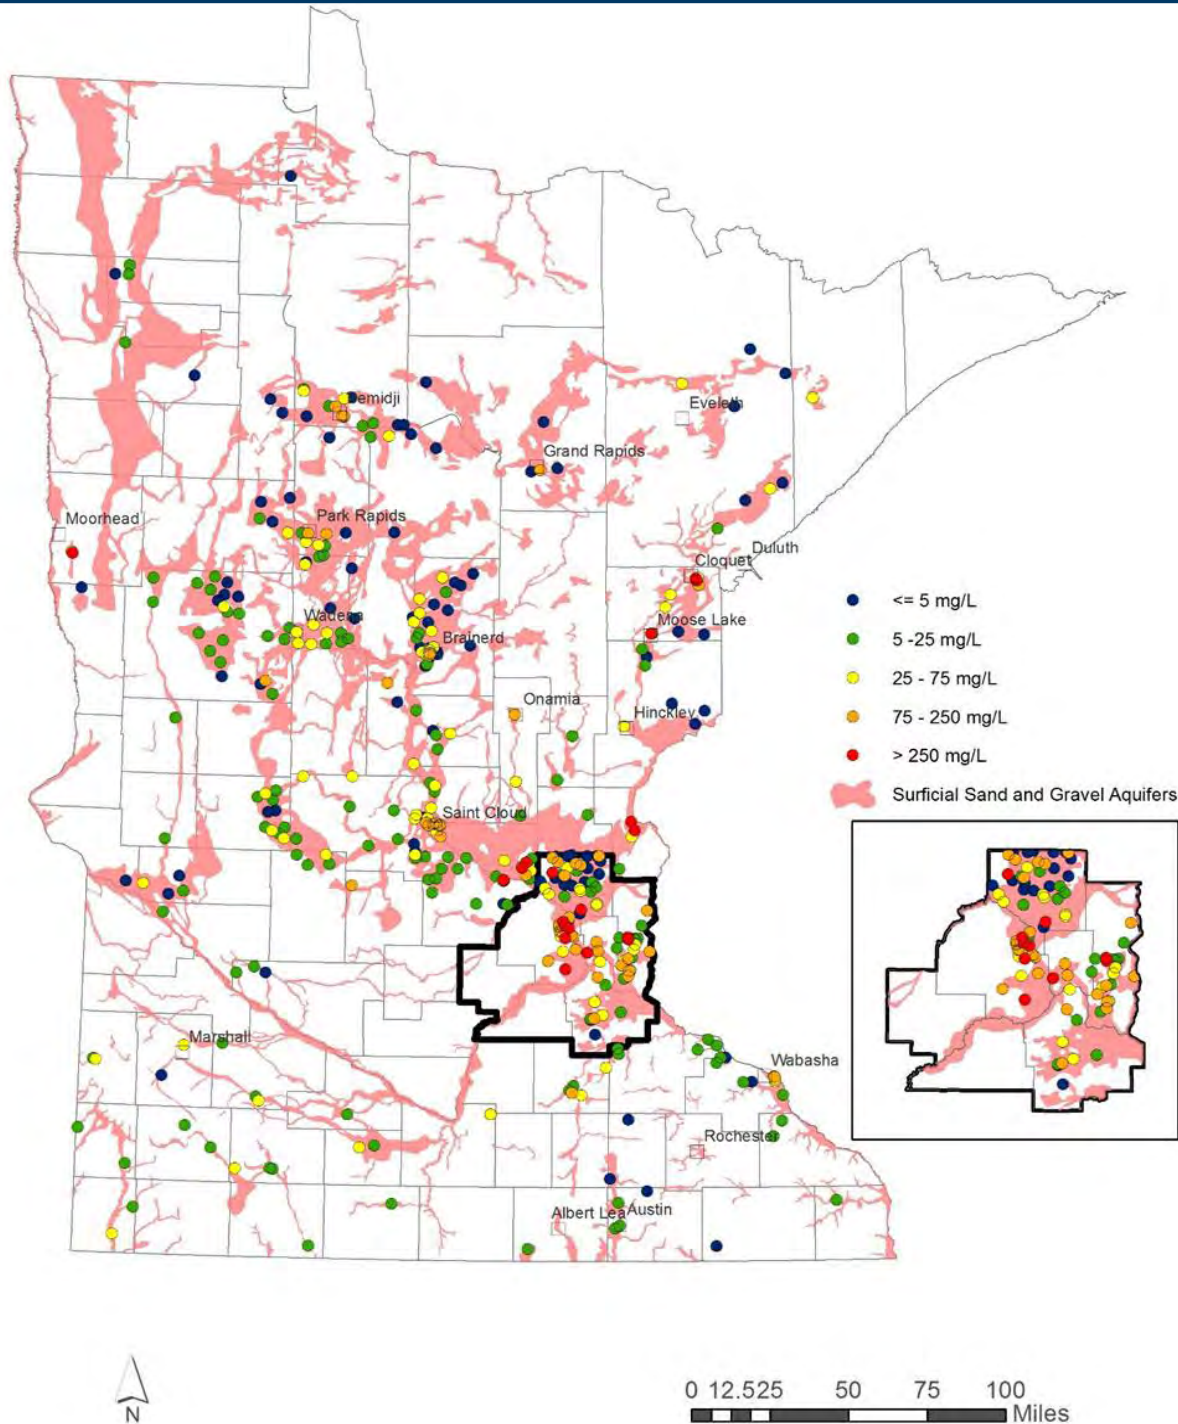 Bemidji
Eveleth
Grand Rapids
Moorhead
Park Rapids
Duluth
Cloquet
Wadena
Moose Lake
Brainerd
Onamia
Hinckley
Saint Cloud
<= 5 mg/L
5 -25 mg/L
25 - 75 mg/L
75 - 250 mg/L
> 250 mg/L
Surficial Sand and Gravel Aquifers
Marshall
Wabasha
Rochester
Albert Lea
Austin
N
0 12.525 50 75 100
Miles